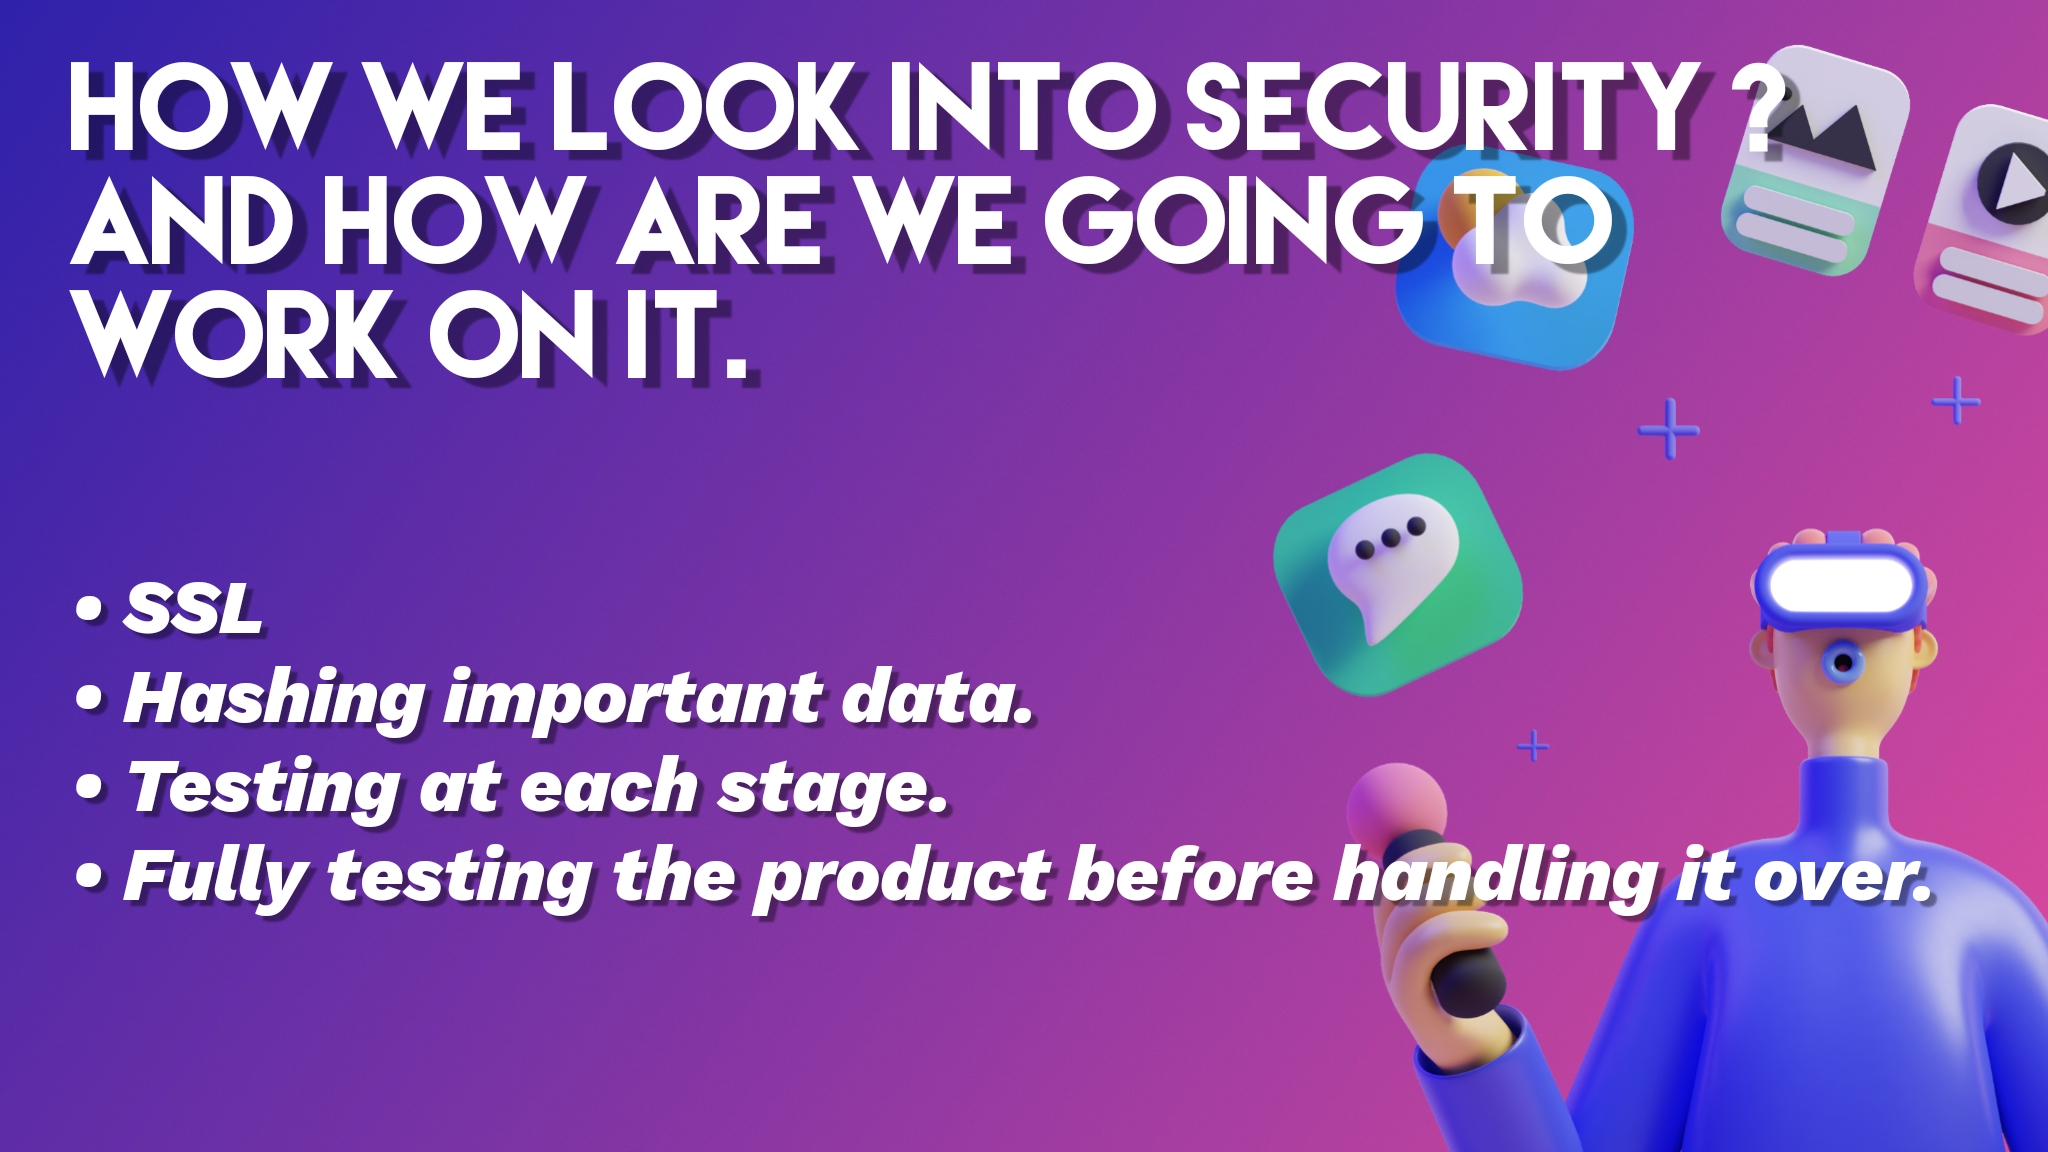 HOW WE LOOK INTO SECURITY ?
AND HOW ARE WE GOING TO
WORK ON IT.
• SSL
• Hashing important data.
• Testing at each stage.
• Fully testing the product before handling it over.